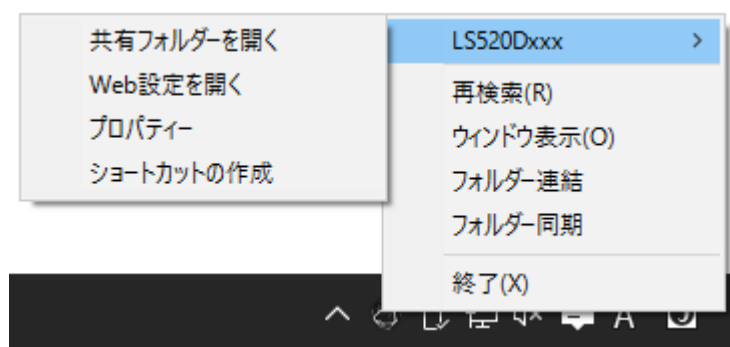 共有フォルダーを開く
Web設定を開く
プロパティー
ショートカットの作成
LS520Dxxx
再検索(R)
ウィンドウ表示(O)
フォルダー連結
フォルダー同期
終了(X)
A